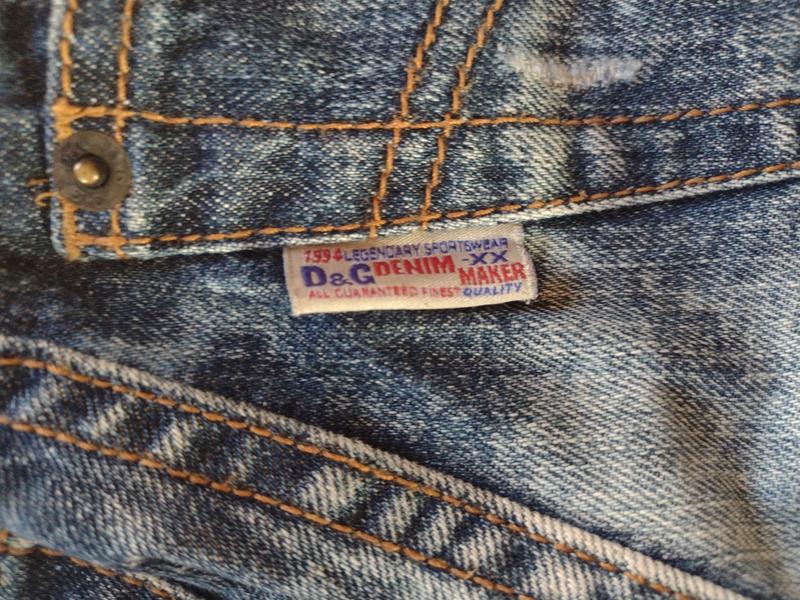 1994 LEGENDARY SPORTSWEAR
D&G DENIM -XX MAKER
ALL GUARANTEED FINEST QUALITY